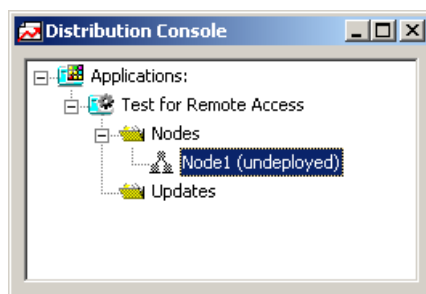 Distribution Console
Applications:
Test for Remote Access
Nodes
Node1 (undeployed)
Updates